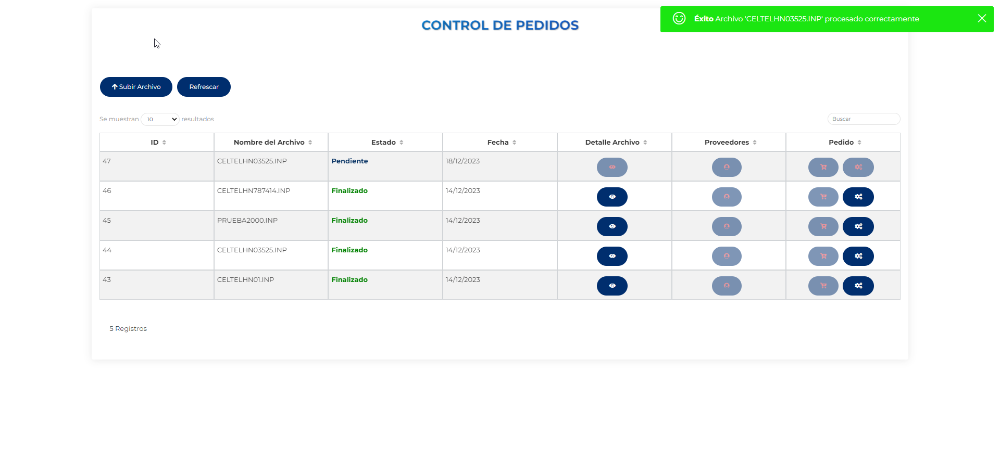 CONTROL DE PEDIDOS
Éxito Archivo 'CELTELHN03525.INP' procesado correctamente
Subir Archivo Refrescar
Se muestran 10 resultados Buscar
ID Nombre del Archivo Estado Fecha Detalle Archivo Proveedores Pedido
47 CELTELHN03525.INP Pendiente 18/12/2023
46 CELTELHN787414.INP Finalizado 14/12/2023
45 PRUEBA2000.INP Finalizado 14/12/2023
44 CELTELHN03525.INP Finalizado 14/12/2023
43 CELTELHN01.INP Finalizado 14/12/2023
5 Registros